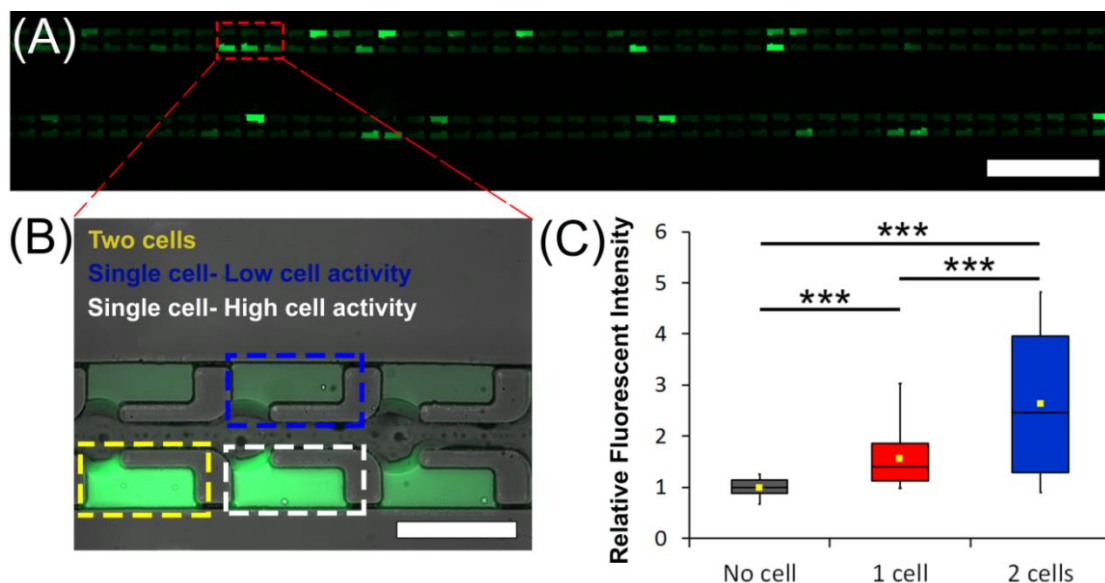 (A)
(B)
Two cells
Single cell- Low cell activity
Single cell- High cell activity
(C)
Relative Fluorescent Intensity
6
5
4
3
2
1
0
***
***
***
No cell
1 cell
2 cells